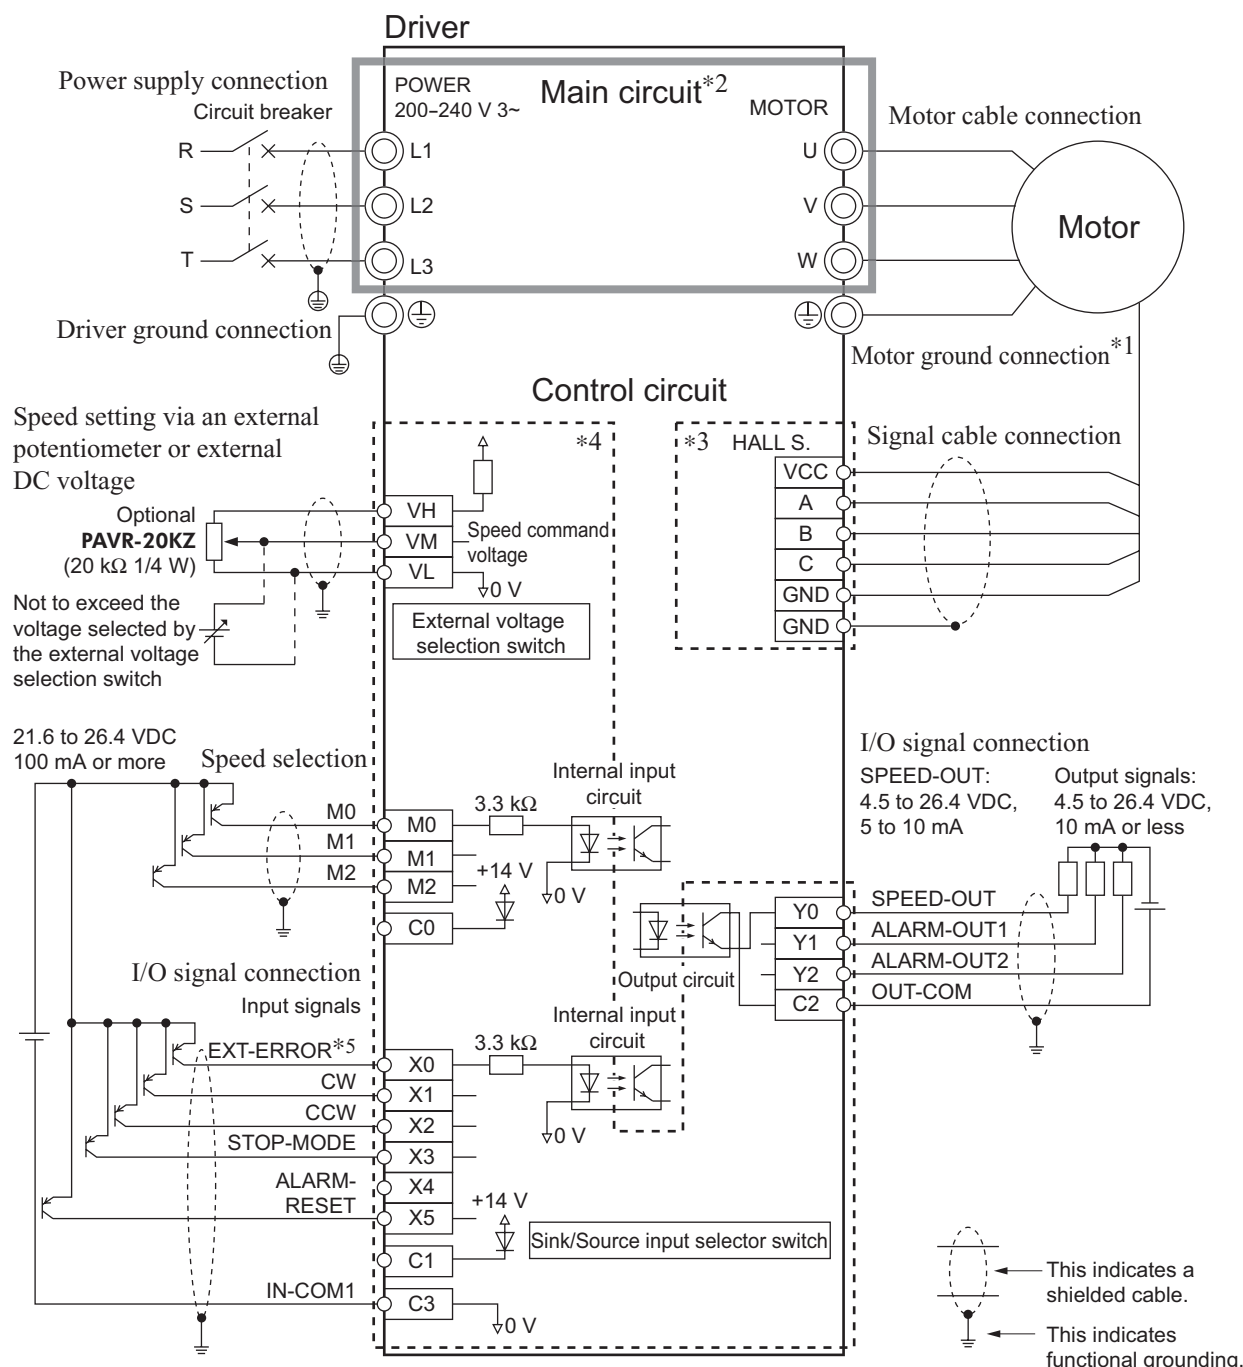 Driver
Power supply connection
Circuit breaker
R
S
T
POWER
200–240 V 3~
Main circuit*2
MOTOR
L1
L2
L3
U
V
W
Motor cable connection
Motor
Driver ground connection
Motor ground connection*1
Control circuit
Speed setting via an external
potentiometer or external
DC voltage
Optional
PAVR-20KZ
(20 kΩ 1/4 W)
Not to exceed the
voltage selected by
the external voltage
selection switch
*4
VH
VM
VL
Speed command
voltage
0 V
External voltage
selection switch
*3
HALL S.
VCC
A
B
C
GND
GND
Signal cable connection
21.6 to 26.4 VDC
100 mA or more
Speed selection
M0
M1
M2
M0
M1
M2
C0
3.3 kΩ
+14 V
Internal input
circuit
0 V
I/O signal connection
SPEED-OUT:
4.5 to 26.4 VDC,
5 to 10 mA
Output signals:
4.5 to 26.4 VDC,
10 mA or less
Output circuit
Y0
Y1
Y2
C2
SPEED-OUT
ALARM-OUT1
ALARM-OUT2
OUT-COM
I/O signal connection
Input signals
EXT-ERROR*5
CW
CCW
STOP-MODE
ALARM-
RESET
IN-COM1
X0
X1
X2
X3
X4
X5
C1
C3
3.3 kΩ
Internal input
circuit
0 V
+14 V
Sink/Source input selector switch
0 V
This indicates a
shielded cable.
This indicates
functional grounding.